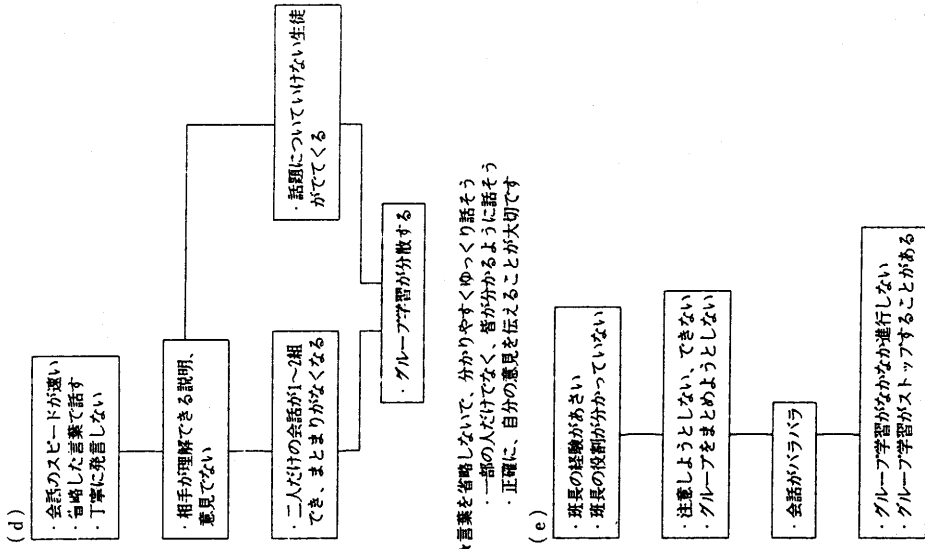 (d)
・会話のスピードが速い
・省略した言葉で話す
・丁寧に発言しない
・相手が理解できる説明、
意見でない
・二人だけの会話が1～2組
でき、まとまりがなくなる
・話題についていけない生徒
がでてくる
・グループ学習が分散する
☆言葉を省略しないで、分かりやすくゆっくり話そう
・一部の人だけでなく、皆が分かるように話そう
・正確に、自分の意見を伝えることが大切です
(e)
・班長の経験があさい
・班長の役割が分かっていない
・注意しようとしない、できない
・グループをまとめようとしない
・会話がバラバラ
・グループ学習がなかなか進行しない
・グループ学習がストップすることがある